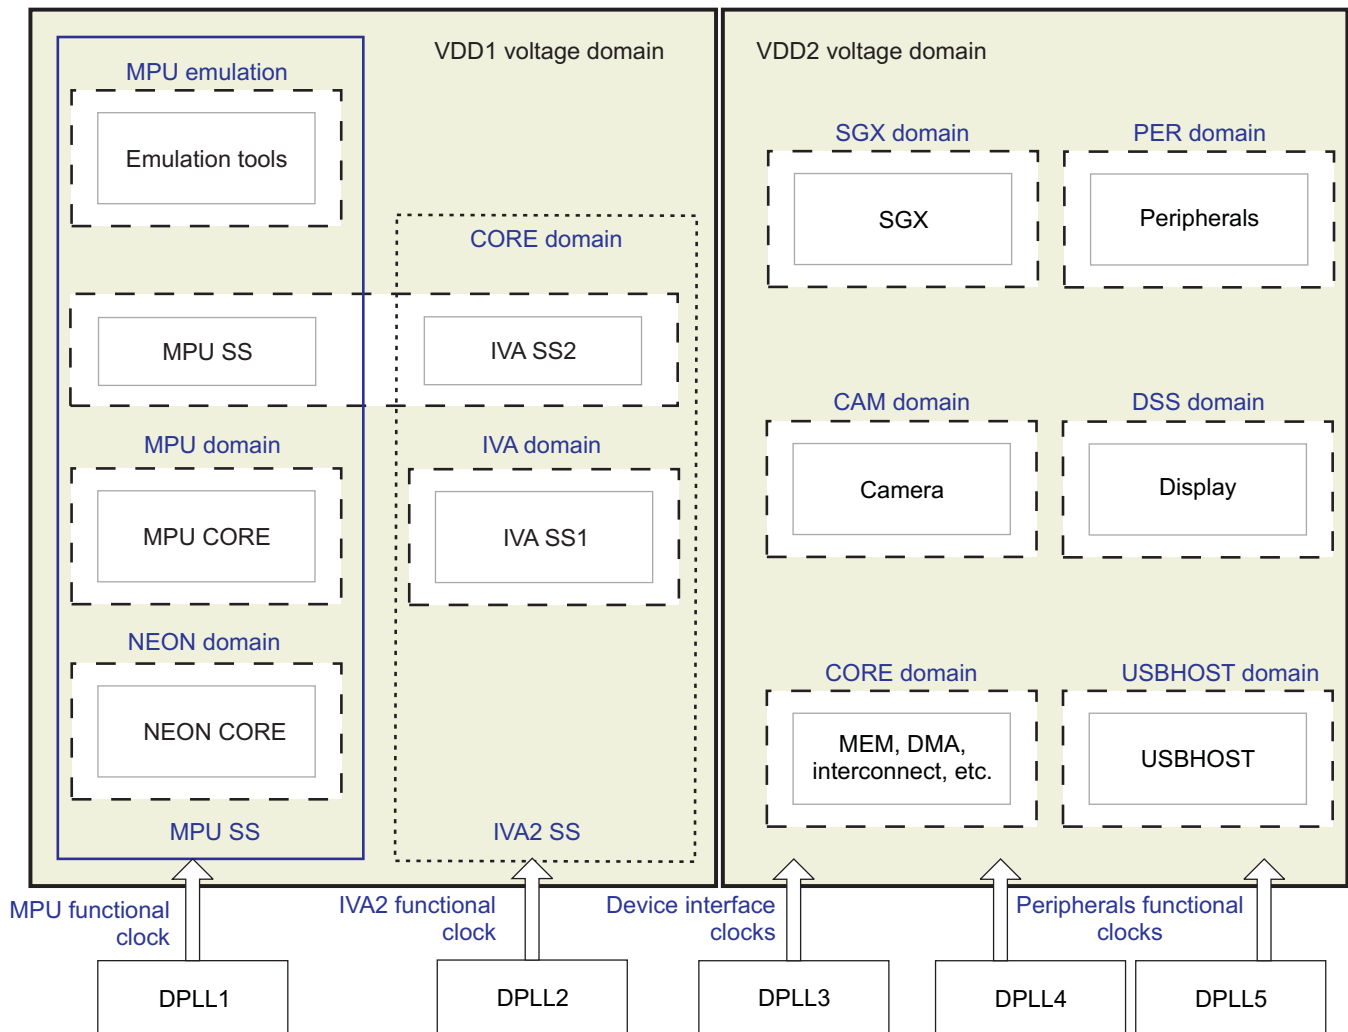 VDD1 voltage domain
MPU emulation
Emulation tools
CORE domain
MPU SS
IVA SS2
MPU domain
MPU CORE
IVA domain
IVA SS1
NEON domain
NEON CORE
MPU SS
IVA2 SS
VDD2 voltage domain
SGX domain
SGX
PER domain
Peripherals
CAM domain
Camera
DSS domain
Display
CORE domain
MEM, DMA,
interconnect, etc.
USBHOST domain
USBHOST
MPU functional
clock
IVA2 functional
clock
Device interface
clocks
Peripherals functional
clocks
DPLL1
DPLL2
DPLL3
DPLL4
DPLL5